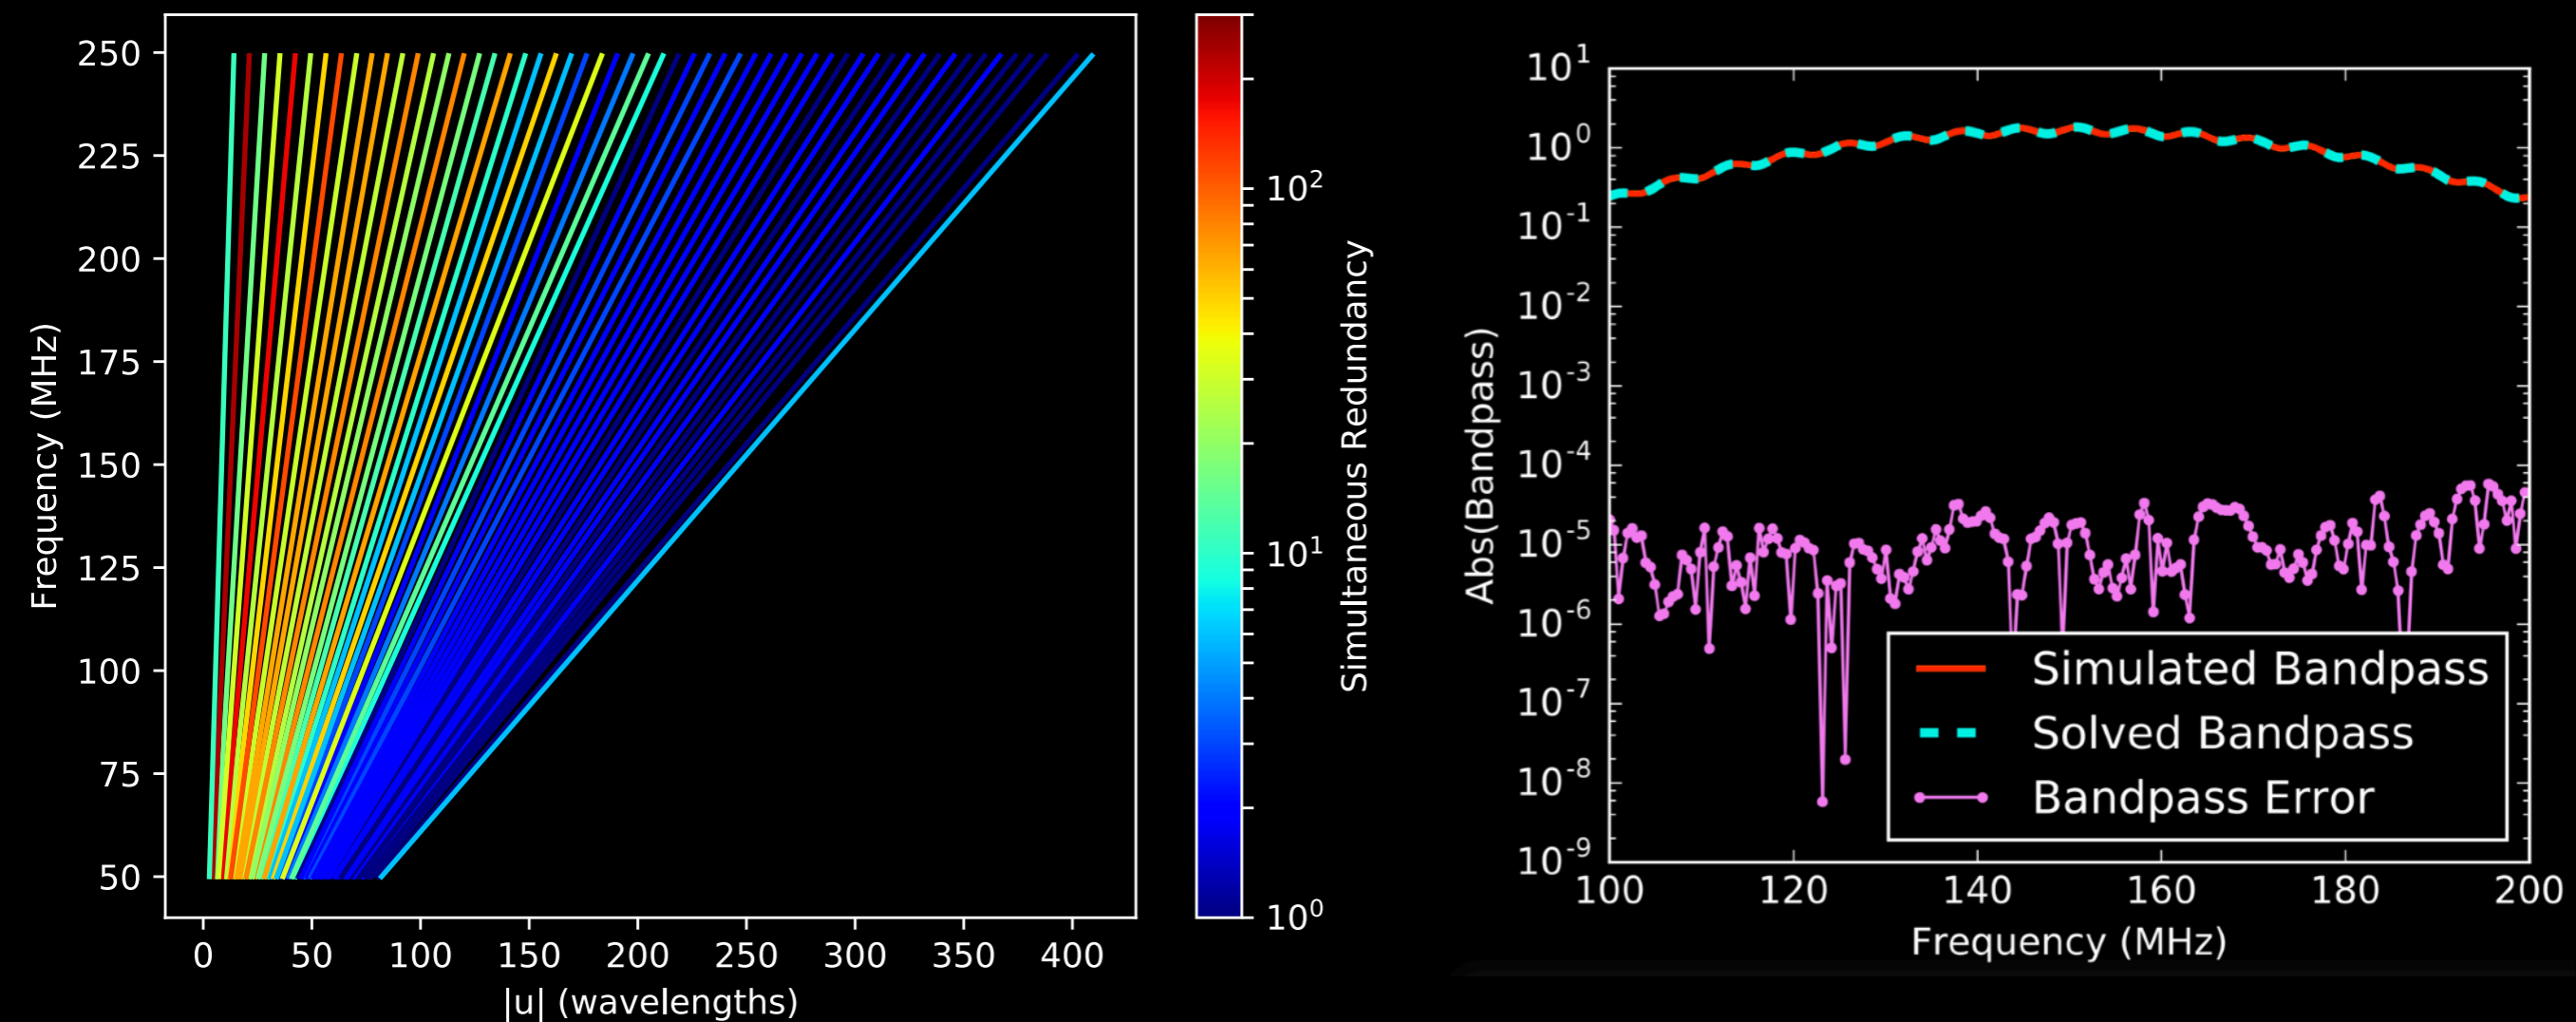 250
225
200
175
150
125
100
75
50
Frequency (MHz)
0 50 100 150 200 250 300 350 400
|u| (wavelengths)
10²
10¹
10⁰
Simultaneous Redundancy
10¹
10⁰
10⁻¹
10⁻²
10⁻³
10⁻⁴
10⁻⁵
10⁻⁶
10⁻⁷
10⁻⁸
10⁻⁹
Abs(Bandpass)
Simulated Bandpass
Solved Bandpass
Bandpass Error
100 120 140 160 180 200
Frequency (MHz)